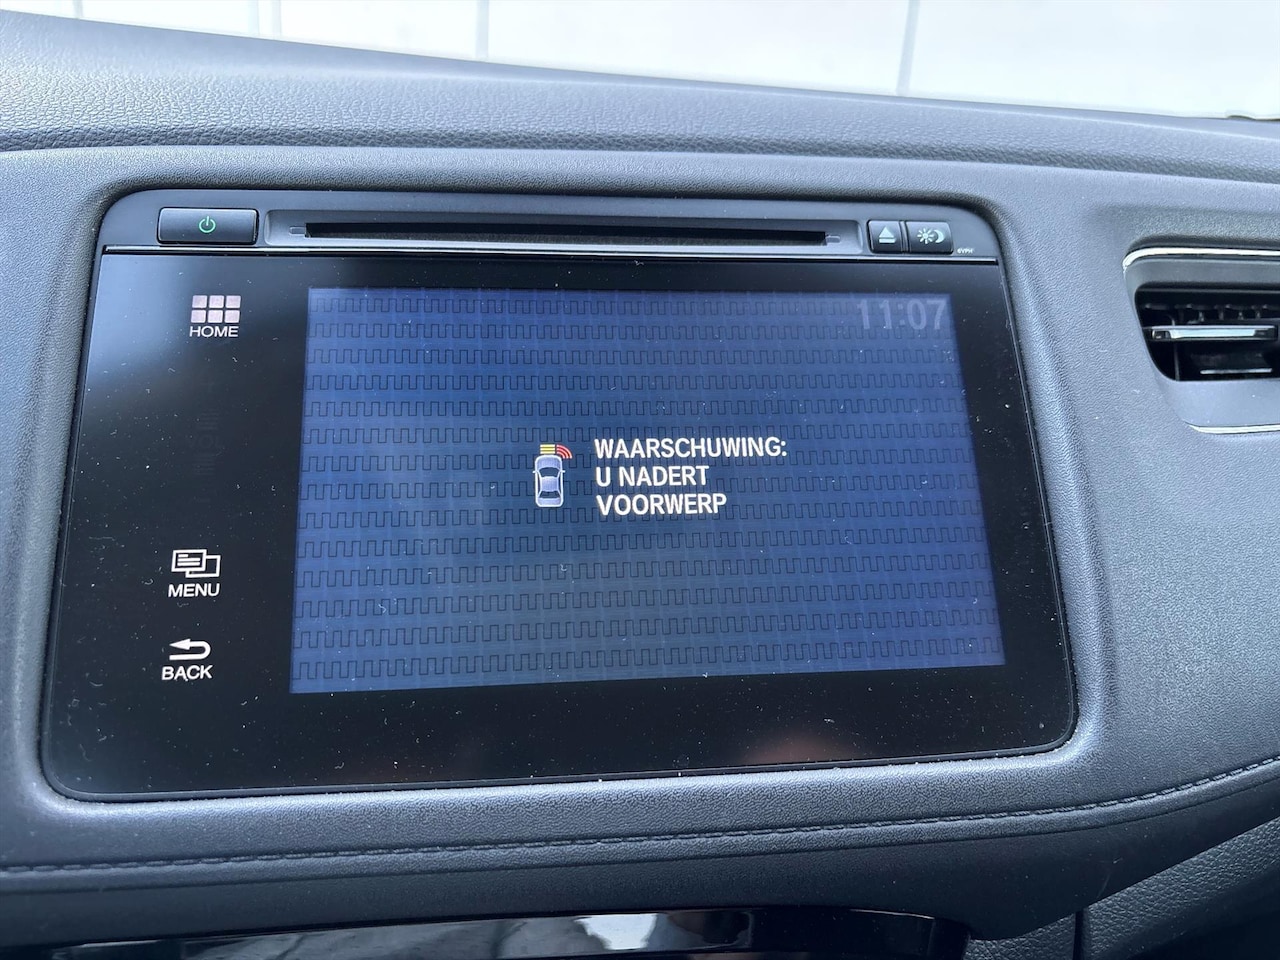 HOME
11:07
WAARSCHUWING:
U NADERT
VOORWERP
MENU
BACK